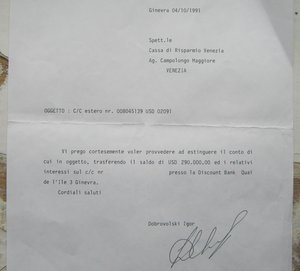 Ginevra 04/10/1993
Spett.le
Cassa di Risparmio Venezia
Ag. Campolongo Maggiore
VENEZIA
OGGETTO : C/C estero nr. 008045139 USD 02091
Vi prego cortesemente voler provvedere ad estinguere il conto di
cui in oggetto, trasferendo il saldo di USD. 290.000,00 ed i relativi
interessi sul c/c nr presso la Discount Bank Quai
de l'Ile 3 Ginevra.
Cordiali saluti
Dobrovolski Igor